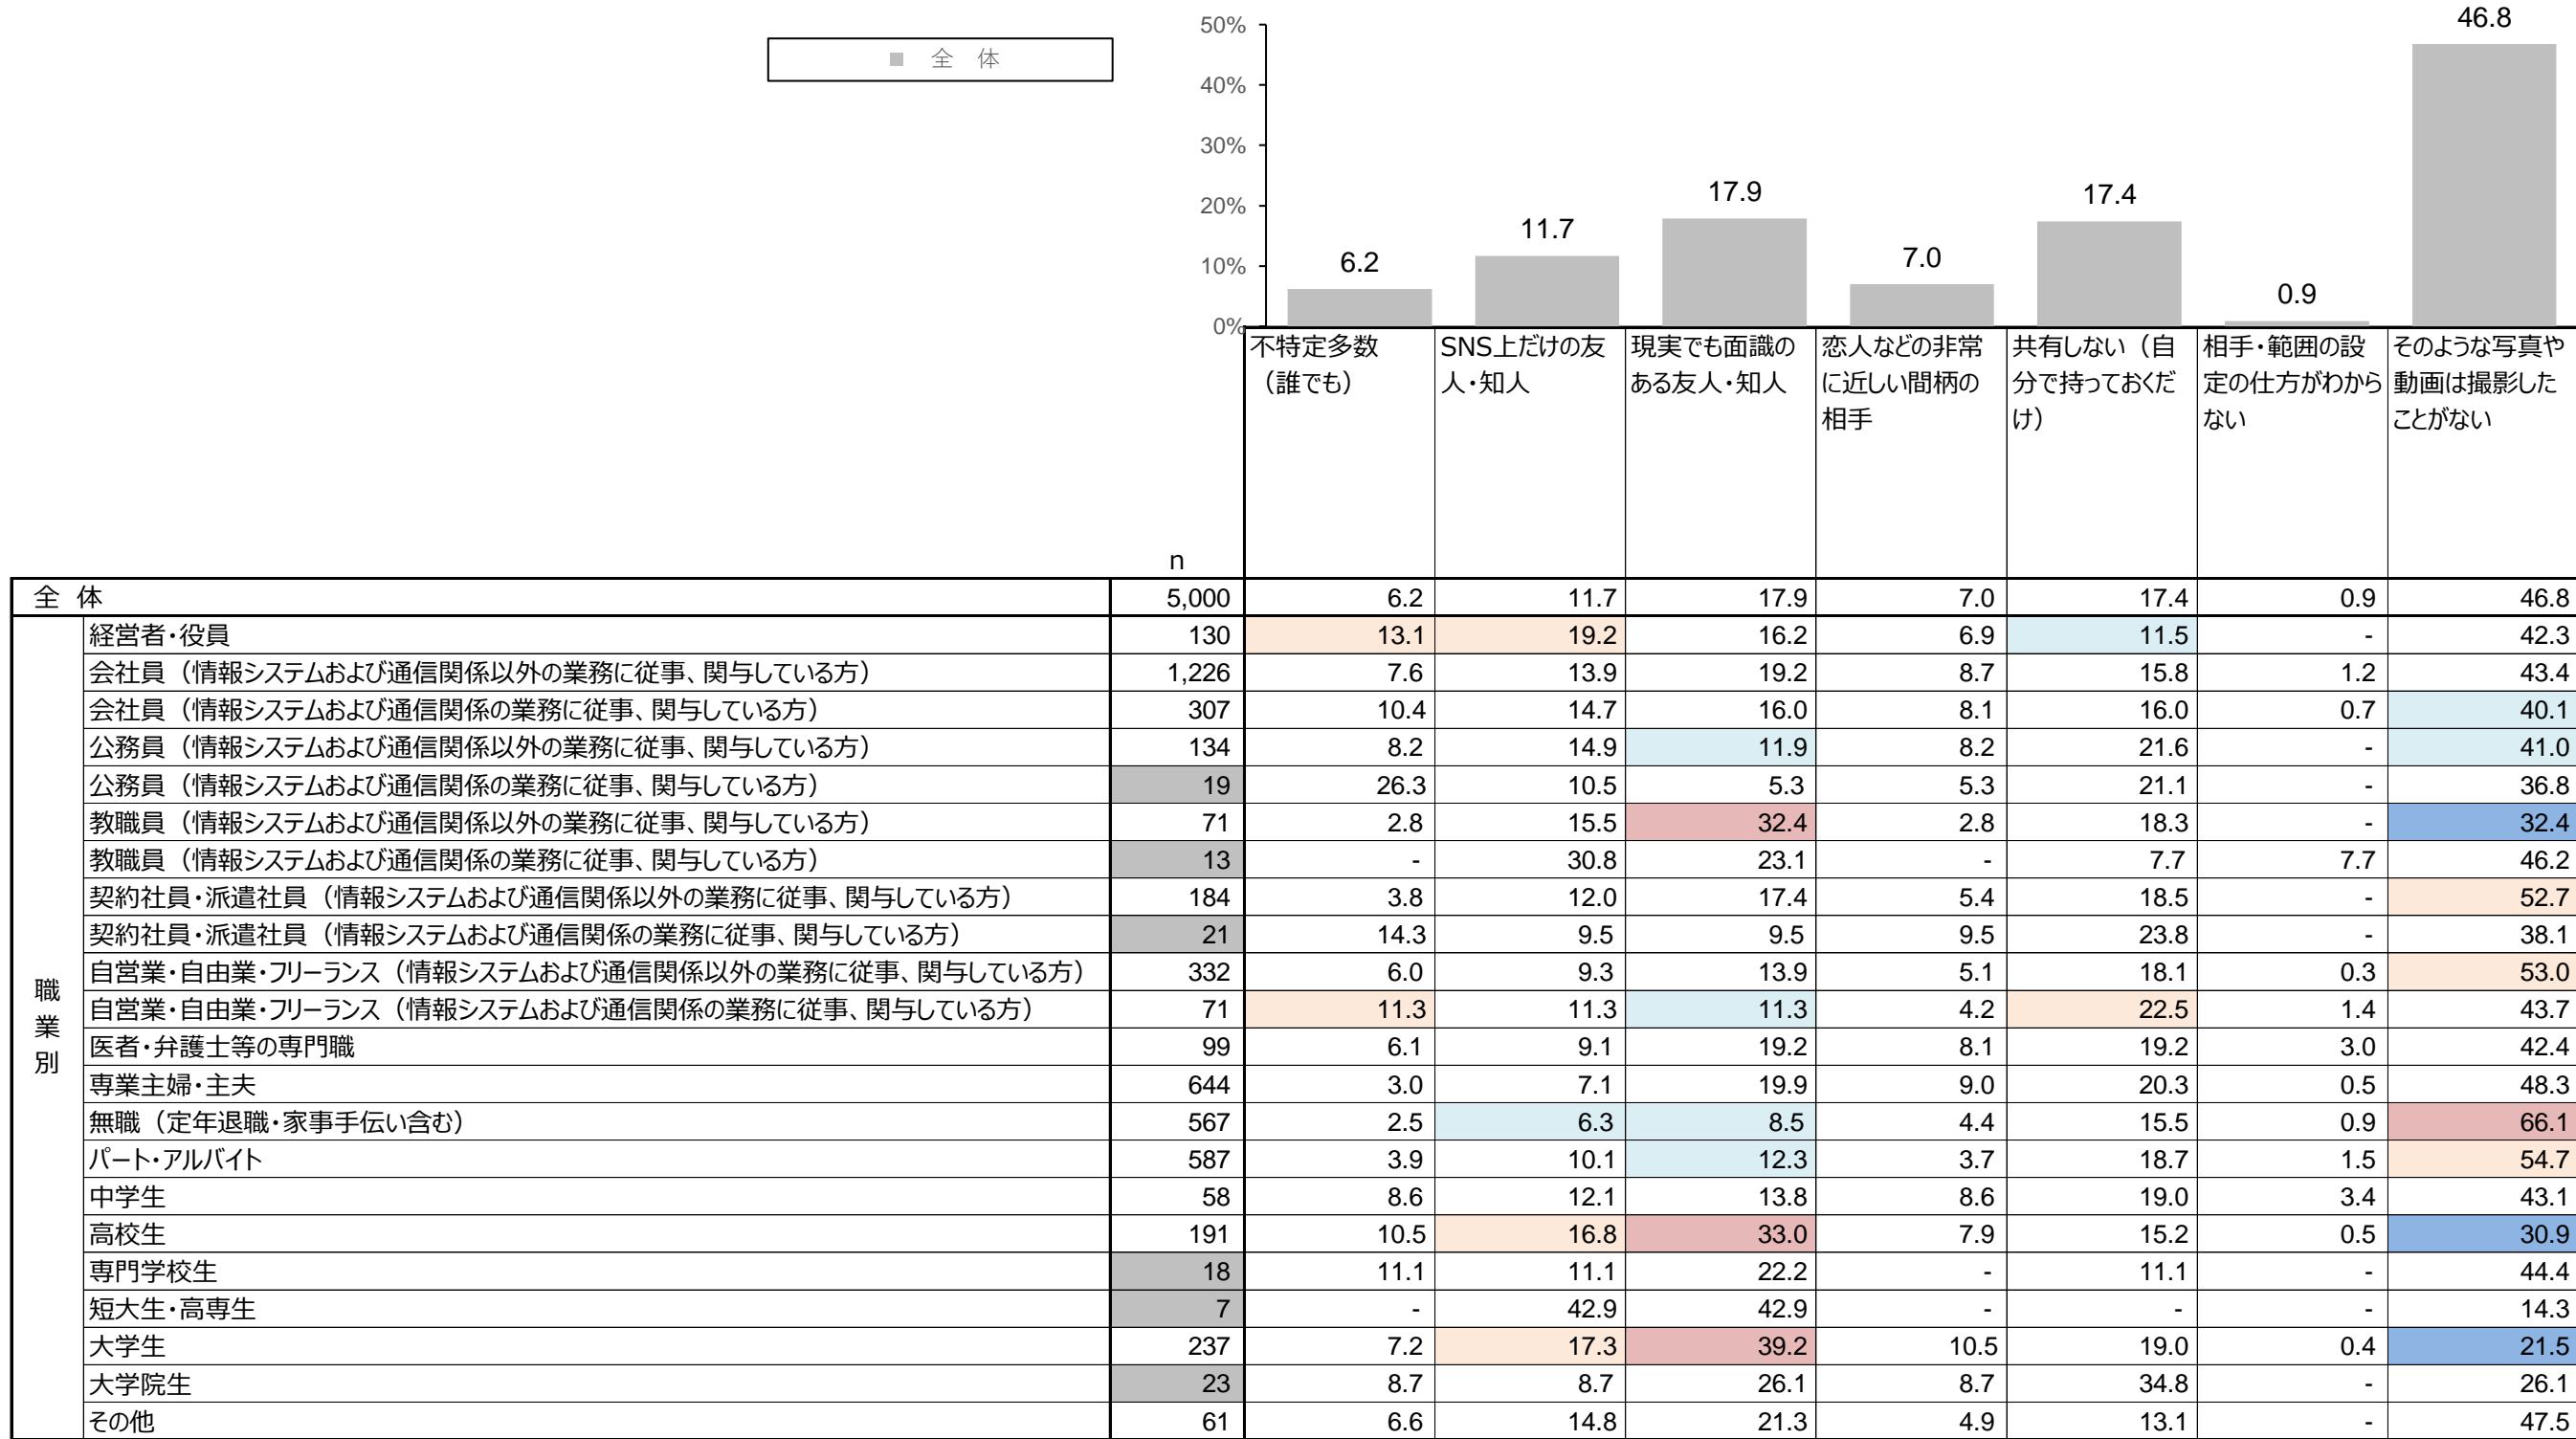 ■ 全 体
50%
40%
30%
20%
10%
0%
6.2
11.7
17.9
7.0
17.4
0.9
46.8
不特定多数
（誰でも）
SNS上だけの友
人・知人
現実でも面識の
ある友人・知人
恋人などの非常
に近しい間柄の
相手
共有しない（自
分で持っておくだ
け）
相手・範囲の設
定の仕方がわから
ない
そのような写真や
動画は撮影した
ことがない
n
全 体 5,000 6.2 11.7 17.9 7.0 17.4 0.9 46.8
職業別
経営者・役員 130 13.1 19.2 16.2 6.9 11.5 - 42.3
会社員（情報システムおよび通信関係以外の業務に従事、関与している方） 1,226 7.6 13.9 19.2 8.7 15.8 1.2 43.4
会社員（情報システムおよび通信関係の業務に従事、関与している方） 307 10.4 14.7 16.0 8.1 16.0 0.7 40.1
公務員（情報システムおよび通信関係以外の業務に従事、関与している方） 134 8.2 14.9 11.9 8.2 21.6 - 41.0
公務員（情報システムおよび通信関係の業務に従事、関与している方） 19 26.3 10.5 5.3 5.3 21.1 - 36.8
教職員（情報システムおよび通信関係以外の業務に従事、関与している方） 71 2.8 15.5 32.4 2.8 18.3 - 32.4
教職員（情報システムおよび通信関係の業務に従事、関与している方） 13 - 30.8 23.1 - 7.7 7.7 46.2
契約社員・派遣社員（情報システムおよび通信関係以外の業務に従事、関与している方） 184 3.8 12.0 17.4 5.4 18.5 - 52.7
契約社員・派遣社員（情報システムおよび通信関係の業務に従事、関与している方） 21 14.3 9.5 9.5 9.5 23.8 - 38.1
自営業・自由業・フリーランス（情報システムおよび通信関係以外の業務に従事、関与している方） 332 6.0 9.3 13.9 5.1 18.1 0.3 53.0
自営業・自由業・フリーランス（情報システムおよび通信関係の業務に従事、関与している方） 71 11.3 11.3 11.3 4.2 22.5 1.4 43.7
医者・弁護士等の専門職 99 6.1 9.1 19.2 8.1 19.2 3.0 42.4
専業主婦・主夫 644 3.0 7.1 19.9 9.0 20.3 0.5 48.3
無職（定年退職・家事手伝い含む） 567 2.5 6.3 8.5 4.4 15.5 0.9 66.1
パート・アルバイト 587 3.9 10.1 12.3 3.7 18.7 1.5 54.7
中学生 58 8.6 12.1 13.8 8.6 19.0 3.4 43.1
高校生 191 10.5 16.8 33.0 7.9 15.2 0.5 30.9
専門学校生 18 11.1 11.1 22.2 - 11.1 - 44.4
短大生・高専生 7 - 42.9 42.9 - - - 14.3
大学生 237 7.2 17.3 39.2 10.5 19.0 0.4 21.5
大学院生 23 8.7 8.7 26.1 8.7 34.8 - 26.1
その他 61 6.6 14.8 21.3 4.9 13.1 - 47.5